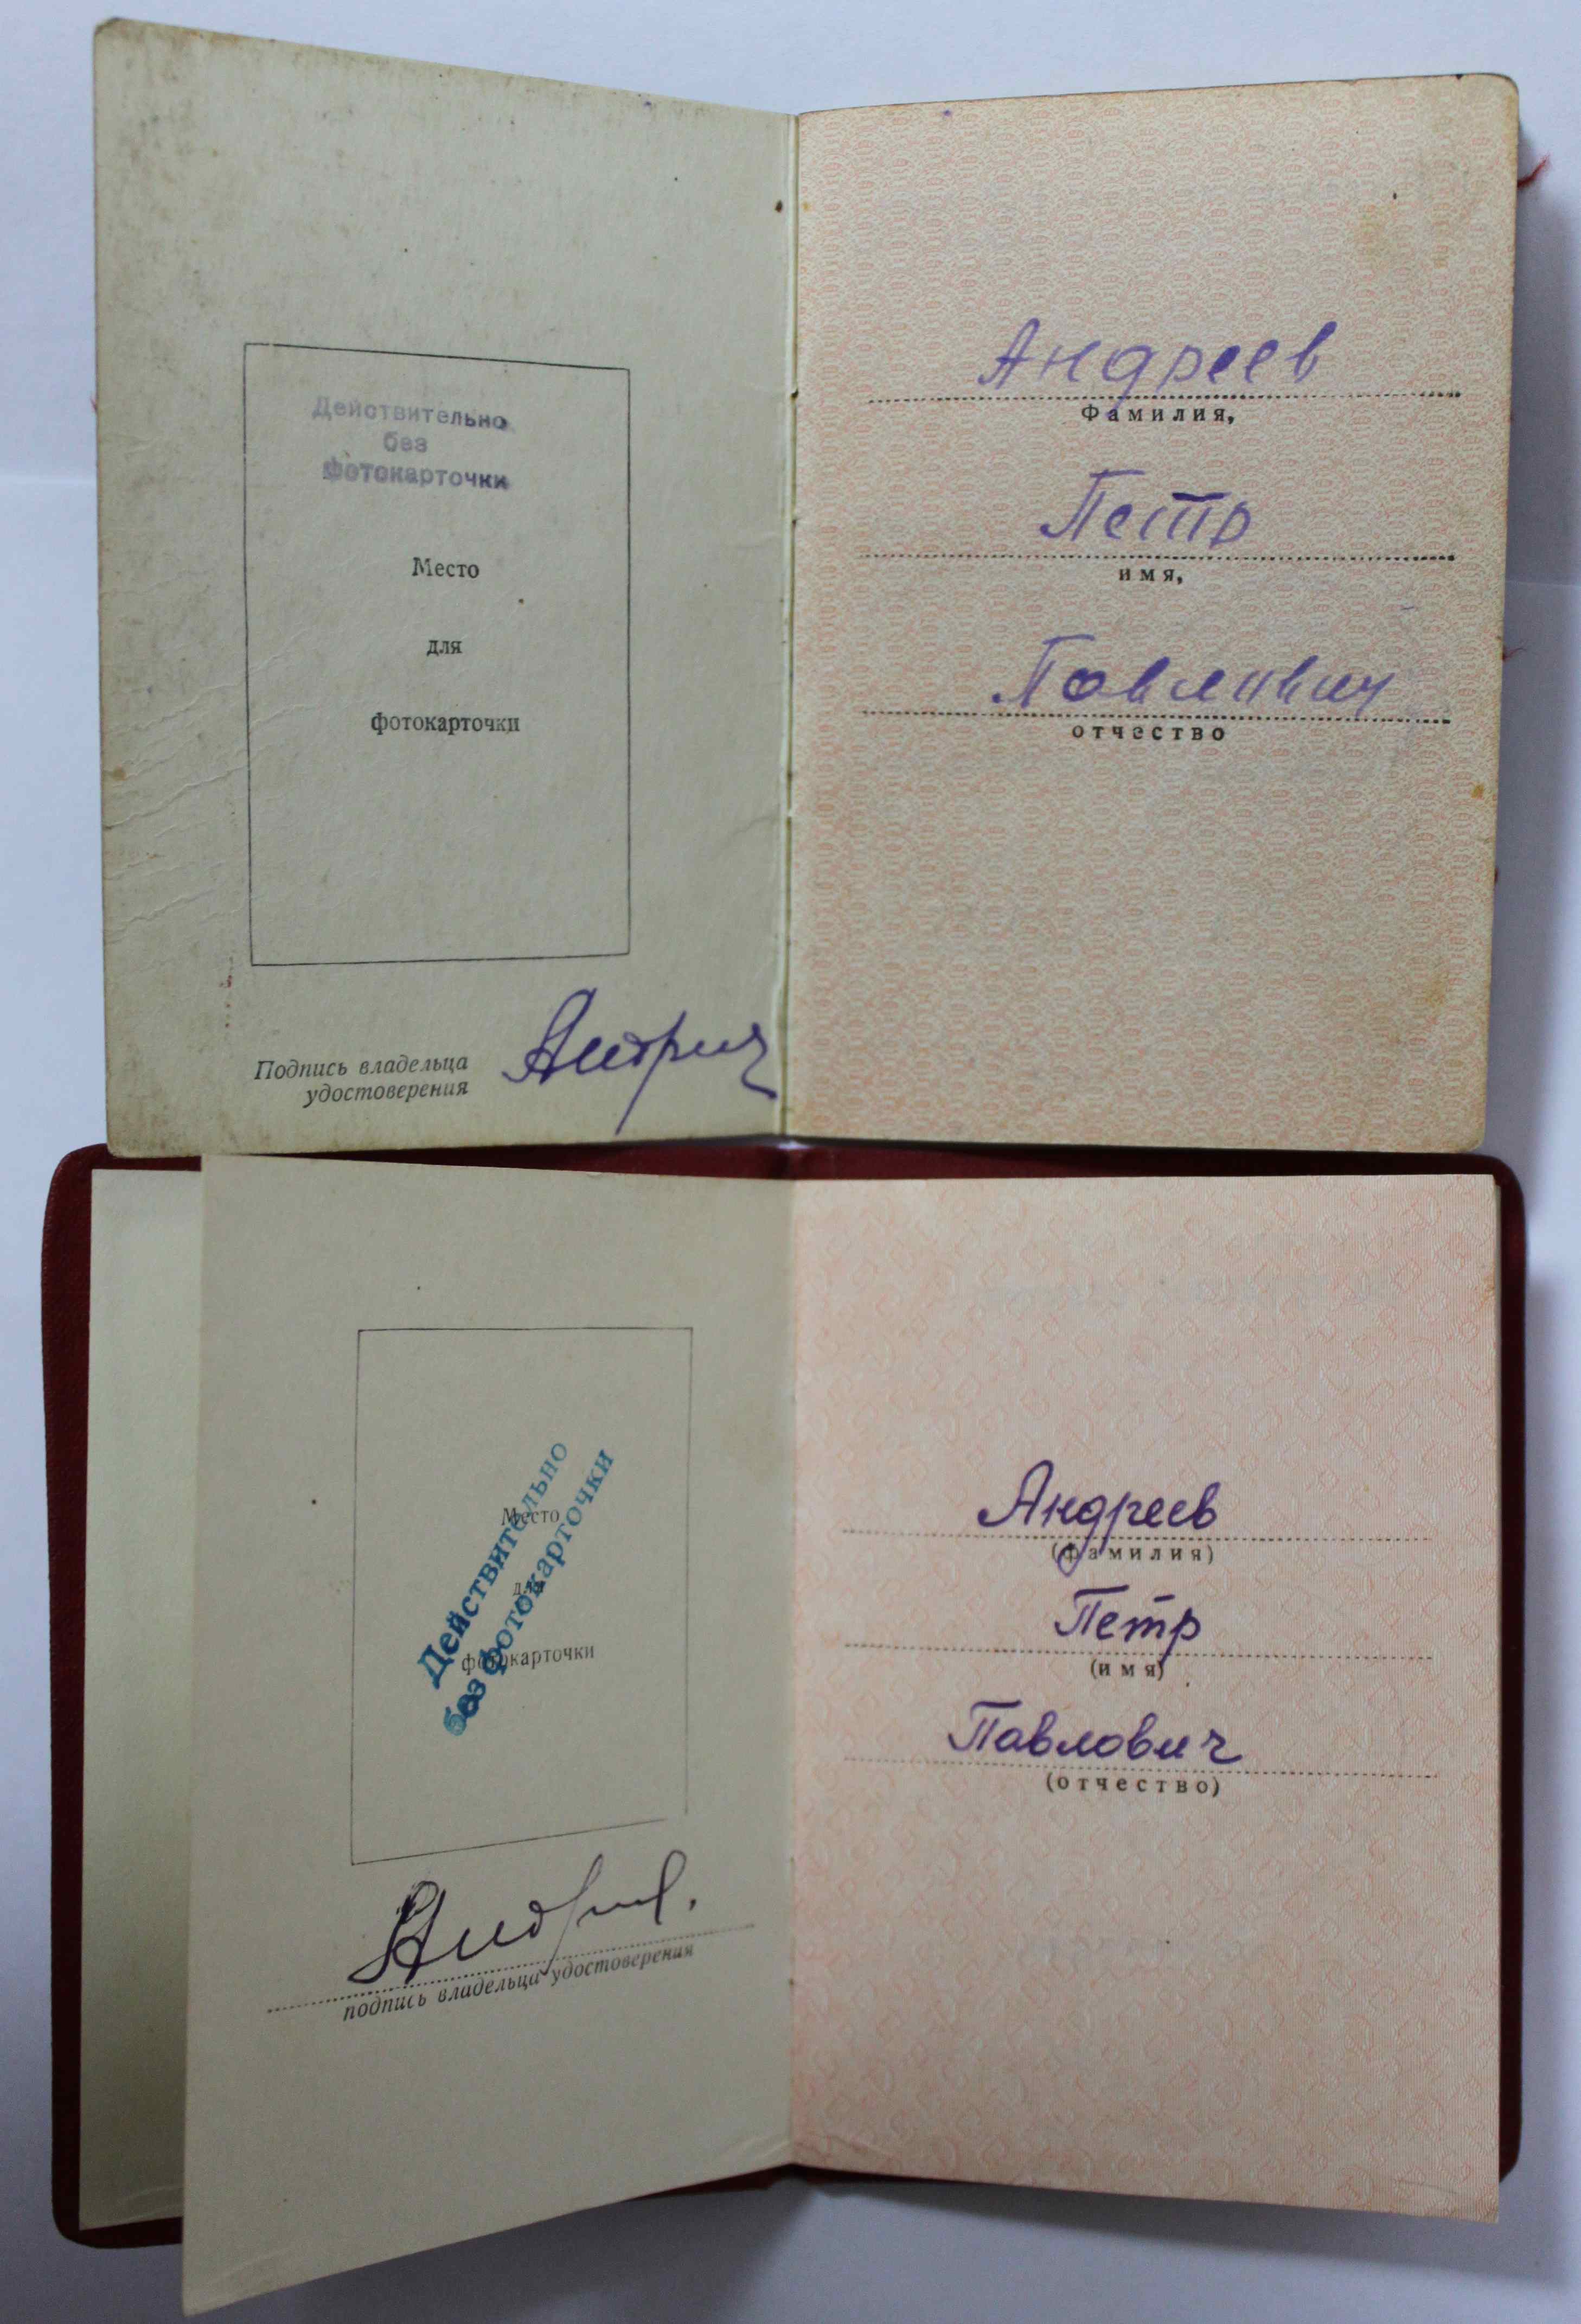 Действительно
без
фотокарточки
Место
для
фотокарточки
Подпись владельца
удостоверения
Андреев
Фамилия,
Петр
имя,
Павлович
отчество
Действительно
без фотокарточки
Место
для
фотокарточки
подпись владельца удостоверения
Андреев
(фамилия)
Петр
(имя)
Павлович
(отчество)